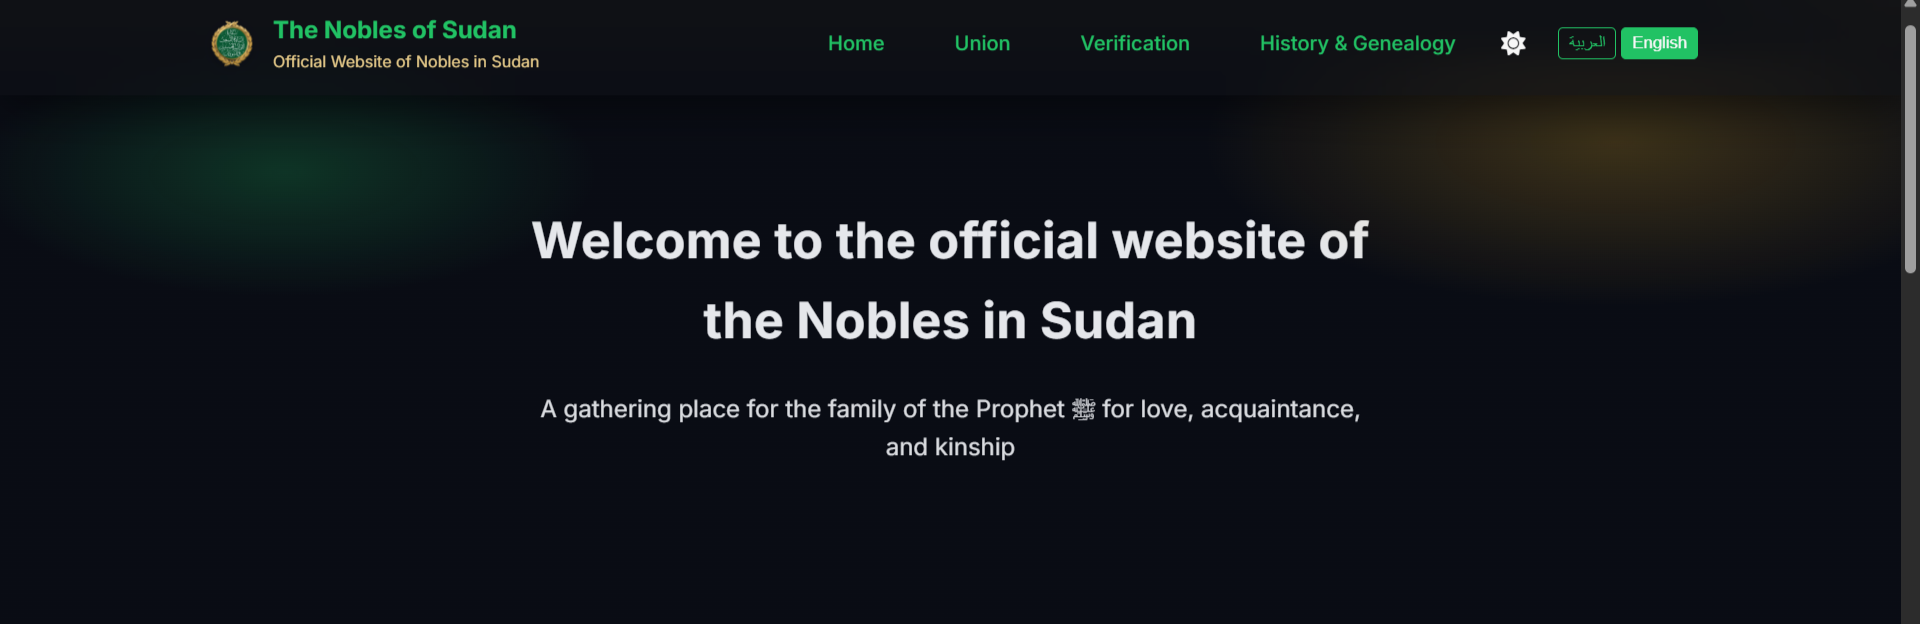 The Nobles of Sudan
Official Website of Nobles in Sudan
Home
Union
Verification
History & Genealogy
العربية
English
Welcome to the official website of
the Nobles in Sudan
A gathering place for the family of the Prophet ﷺ for love, acquaintance,
and kinship